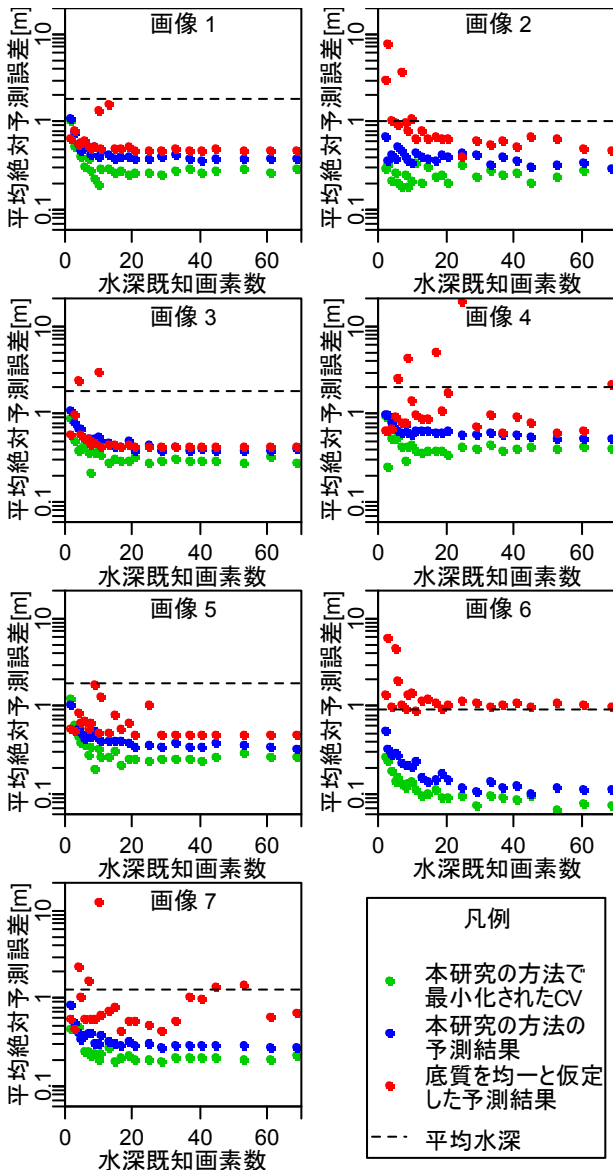 画像 1
平均絶対予測誤差[m]
10
1
0.1
0
20
40
60
水深既知画素数
画像 2
平均絶対予測誤差[m]
10
1
0.1
0
20
40
60
水深既知画素数
画像 3
平均絶対予測誤差[m]
10
1
0.1
0
20
40
60
水深既知画素数
画像 4
平均絶対予測誤差[m]
10
1
0.1
0
20
40
60
水深既知画素数
画像 5
平均絶対予測誤差[m]
10
1
0.1
0
20
40
60
水深既知画素数
画像 6
平均絶対予測誤差[m]
10
1
0.1
0
20
40
60
水深既知画素数
画像 7
平均絶対予測誤差[m]
10
1
0.1
0
20
40
60
水深既知画素数
凡例
本研究の方法で
最小化されたCV
本研究の方法の
予測結果
底質を均一と仮定
した予測結果
平均水深